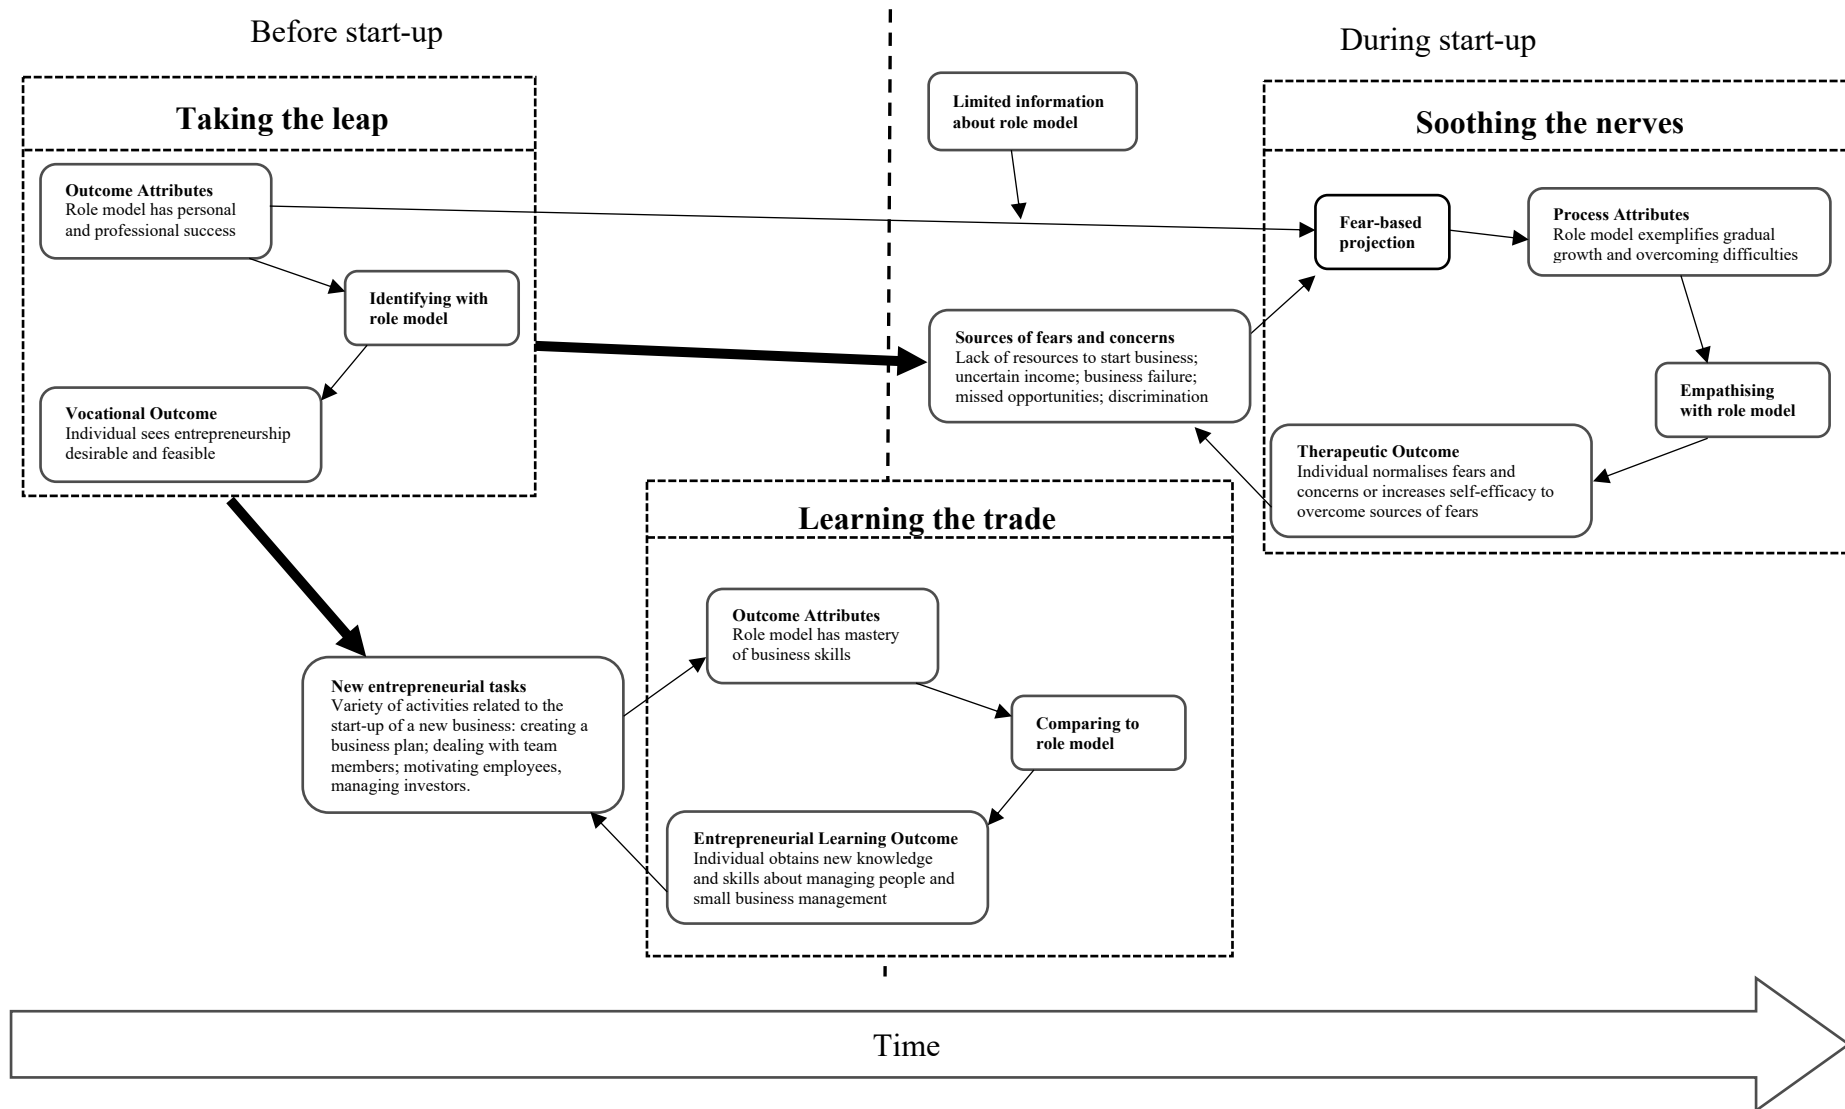 Before start-up
During start-up
Taking the leap
Outcome Attributes
Role model has personal
and professional success
Identifying with
role model
Vocational Outcome
Individual sees entrepreneurship
desirable and feasible
Limited information
about role model
Sources of fears and concerns
Lack of resources to start business;
uncertain income; business failure;
missed opportunities; discrimination
Soothing the nerves
Fear-based
projection
Process Attributes
Role model exemplifies gradual
growth and overcoming difficulties
Empathising
with role model
Therapeutic Outcome
Individual normalises fears and
concerns or increases self-efficacy to
overcome sources of fears
Learning the trade
New entrepreneurial tasks
Variety of activities related to the
start-up of a new business: creating a
business plan; dealing with team
members; motivating employees,
managing investors.
Outcome Attributes
Role model has mastery
of business skills
Comparing to
role model
Entrepreneurial Learning Outcome
Individual obtains new knowledge
and skills about managing people and
small business management
Time